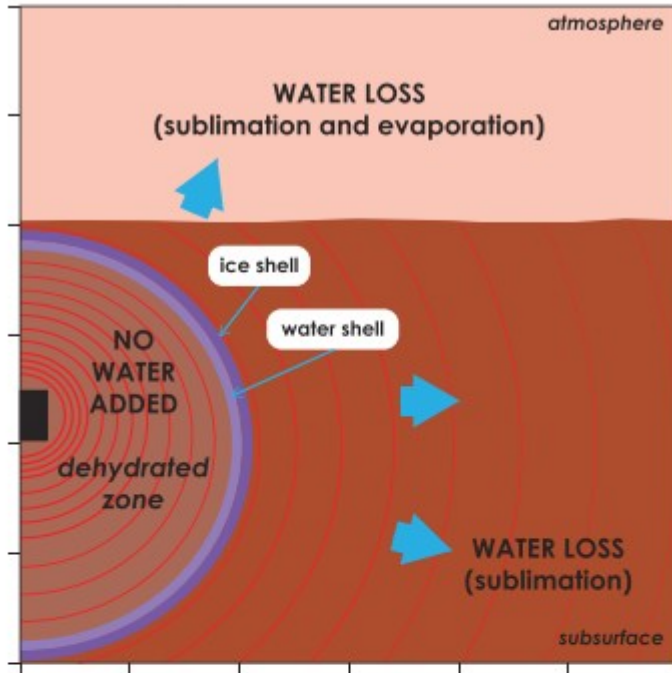 atmosphere
WATER LOSS
(sublimation and evaporation)
ice shell
water shell
NO
WATER
ADDED
dehydrated
zone
WATER LOSS
(sublimation)
subsurface